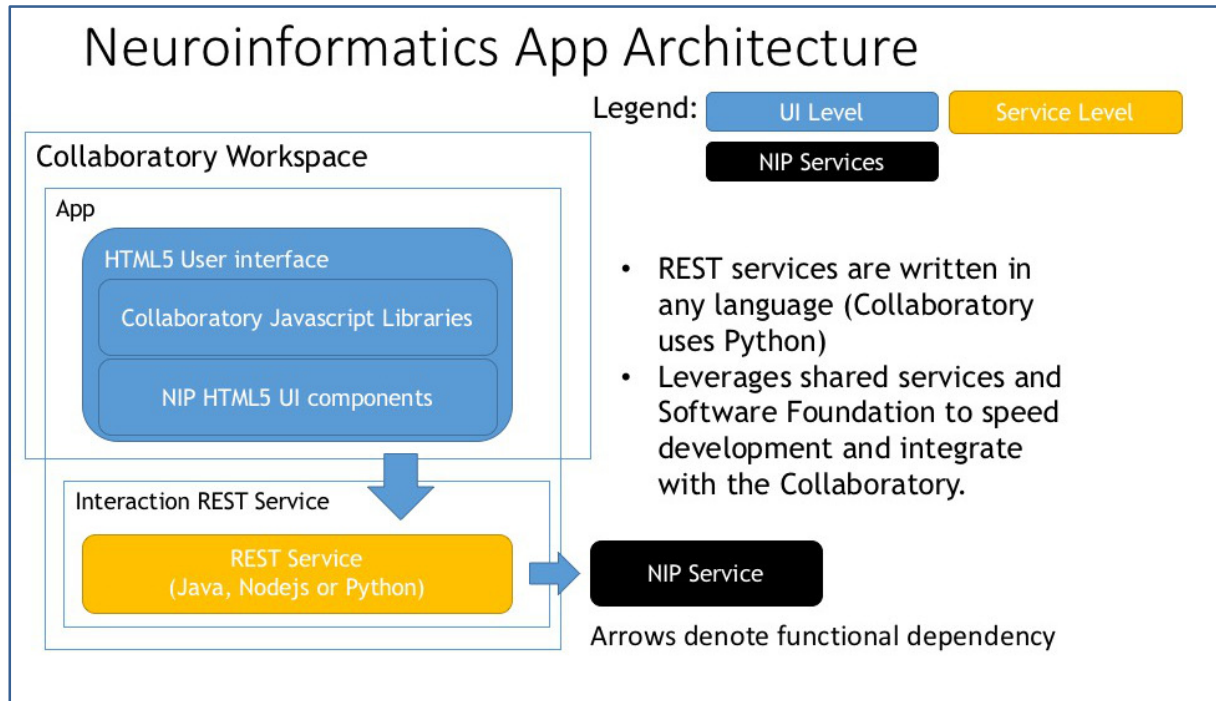 Neuroinformatics App Architecture
Legend:
UI Level
Service Level
NIP Services
Collaboratory Workspace
App
HTML5 User interface
Collaboratory Javascript Libraries
NIP HTML5 UI components
Interaction REST Service
REST Service
(Java, Nodejs or Python)
• REST services are written in
any language (Collaboratory
uses Python)
• Leverages shared services and
Software Foundation to speed
development and integrate
with the Collaboratory.
NIP Service
Arrows denote functional dependency